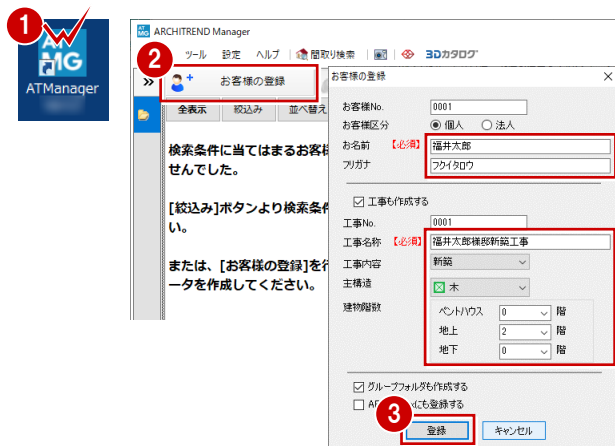 1
AT
MG
ATManager
AT
MG
ARCHITREND Manager
ツール 設定 ヘルプ 間取り検索 3Dカタログ
2
お客様の登録
全表示 絞込み 並べ替え
検索条件に当てはまるお客様
せんでした。
[絞込み]ボタンより検索条件
い。
または、[お客様の登録]を行
ータを作成してください。
お客様の登録
お客様No. 0001
お客様区分 個人 法人
お名前 【必須】 福井太郎
フリガナ フクイタロウ
工事も作成する
工事No. 0001
工事名称 【必須】 福井太郎様邸新築工事
工事内容 新築
主構造 木
建物階数 ペントハウス 0 階
地上 2 階
地下 0 階
グループフォルダも作成する
にも登録する
3
登録 キャンセル